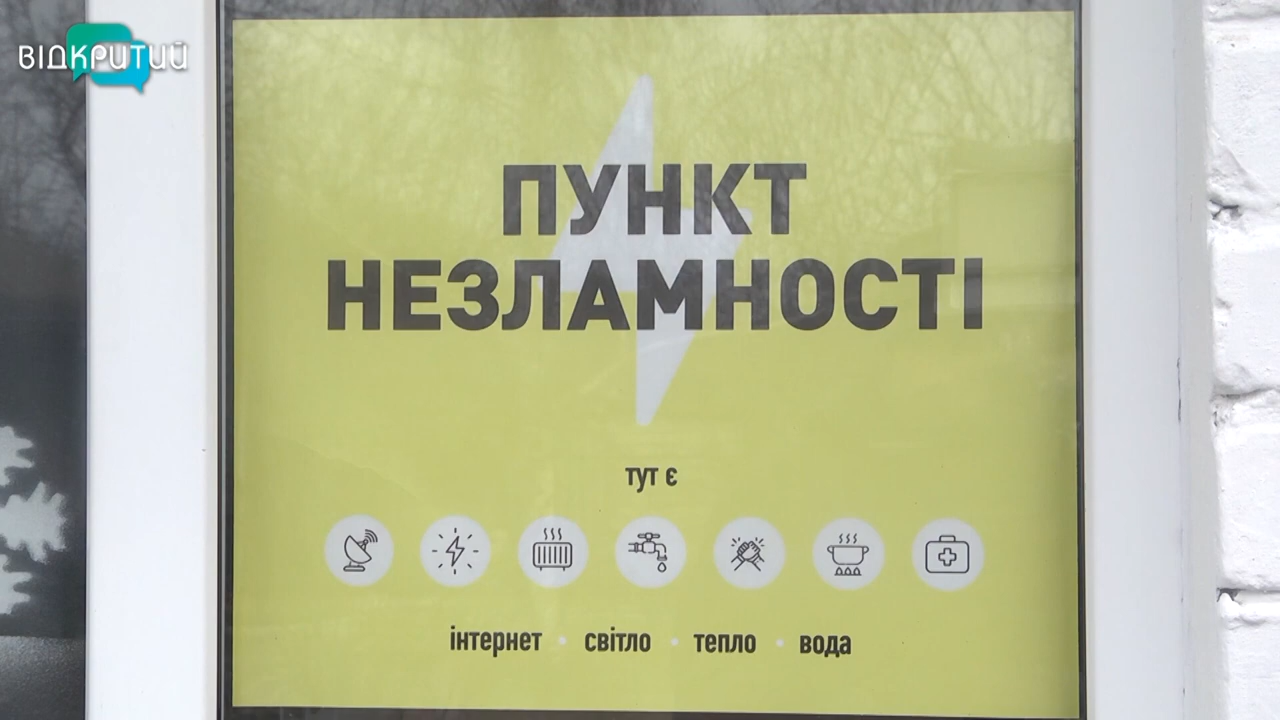 ВІДКРИТИЙ
ПУНКТ
НЕЗЛАМНОСТІ
тут є
інтернет • світло • тепло • вода